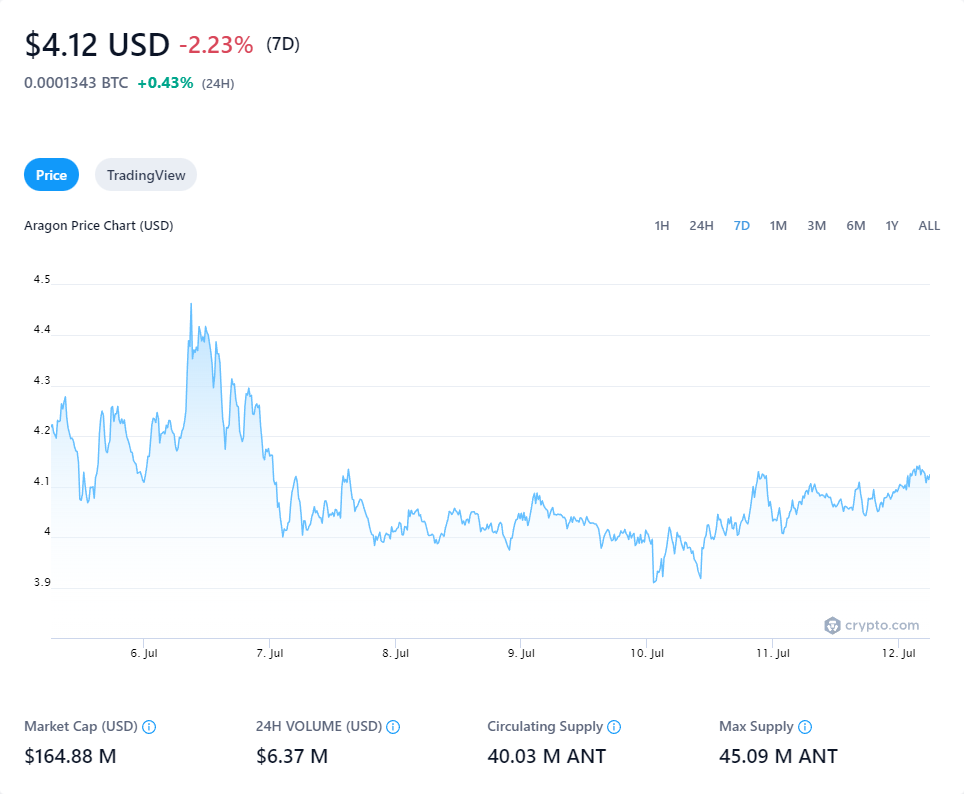 $4.12 USD -2.23% (7D)
0.0001343 BTC +0.43% (24H)
Price TradingView
Aragon Price Chart (USD) 1H 24H 7D 1M 3M 6M 1Y ALL
4.5
4.4
4.3
4.2
4.1
4
3.9
crypto.com
6. Jul 7. Jul 8. Jul 9. Jul 10. Jul 11. Jul 12. Jul
Market Cap (USD) 24H VOLUME (USD) Circulating Supply Max Supply
$164.88 M $6.37 M 40.03 M ANT 45.09 M ANT